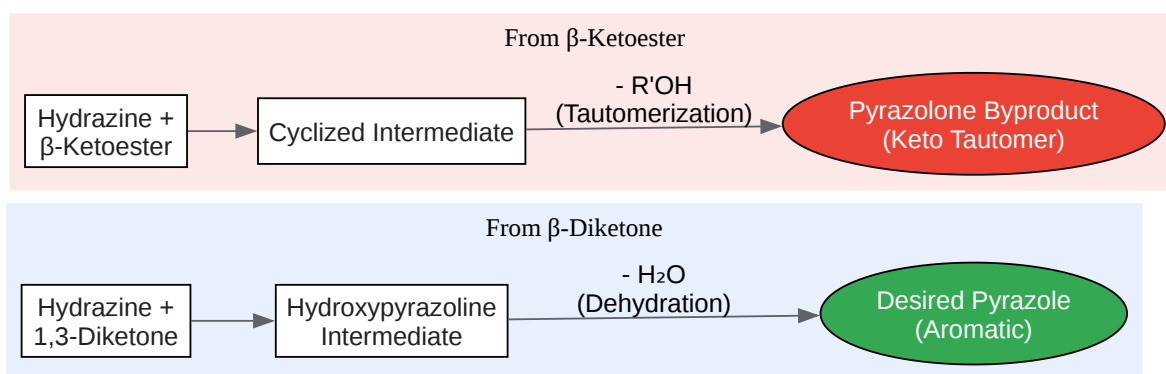 From β-Ketoester
Hydrazine +
β-Ketoester
Cyclized Intermediate
- R'OH
(Tautomerization)
Pyrazolone Byproduct
(Keto Tautomer)
From β-Diketone
Hydrazine +
1,3-Diketone
Hydroxypyrazoline
Intermediate
- H₂O
(Dehydration)
Desired Pyrazole
(Aromatic)